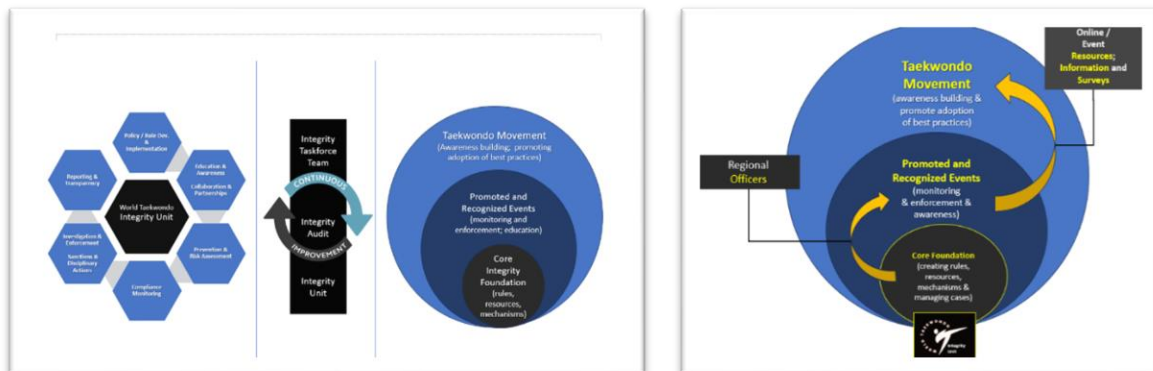 Policy / Rule Dev.
&
Implementation
Reporting &
Transparency
Education &
Awareness
Collaboration &
Partnerships
World Taekwondo
Integrity Unit
Investigation &
Enforcement
Sanctions &
Disciplinary
Actions
Prevention &
Risk Assessment
Compliance
Monitoring
Integrity
Taskforce
Team
CONTINUOUS
Integrity
Audit
IMPROVEMENT
Integrity
Unit
Taekwondo Movement
(Awareness building; promoting
adoption of best practices)
Promoted and
Recognized Events
(monitoring and
enforcement; education)
Core
Integrity
Foundation
(rules,
resources,
mechanisms)
Online /
Event
Resources;
Information and
Surveys
Taekwondo
Movement
(awareness building &
promote adoption
of best practices)
Regional
Officers
Promoted and
Recognized Events
(monitoring
& enforcement &
awareness)
Core Foundation
(creating rules,
resources,
mechanisms &
managing cases)
WORLD TAEKWONDO
Integrity
Unit